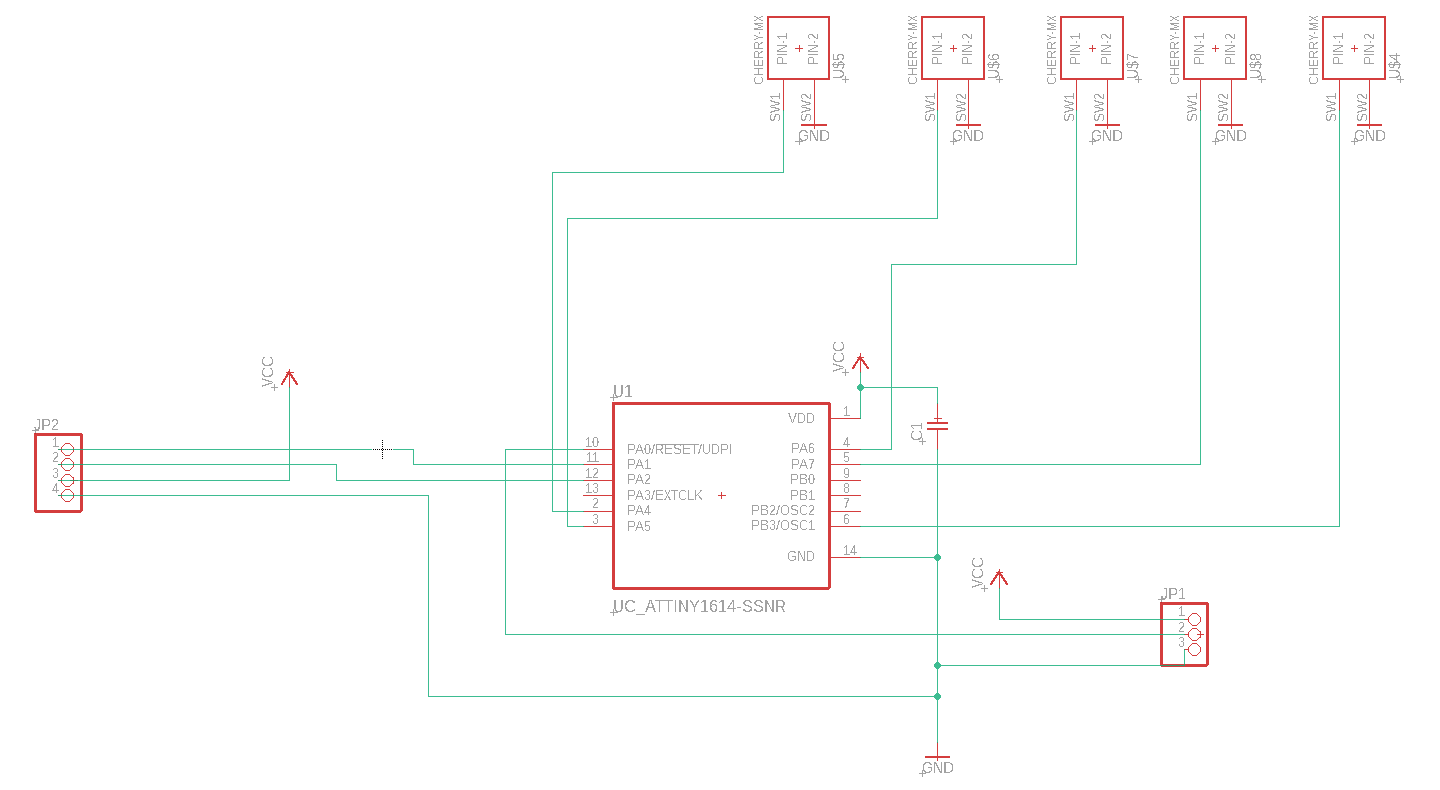 CHERRY-MX
PIN-1
PIN-2
U$5
SW1
SW2
GND
CHERRY-MX
PIN-1
PIN-2
U$6
SW1
SW2
GND
CHERRY-MX
PIN-1
PIN-2
U$7
SW1
SW2
GND
CHERRY-MX
PIN-1
PIN-2
U$8
SW1
SW2
GND
CHERRY-MX
PIN-1
PIN-2
U$4
SW1
SW2
GND
VCC
JP2
1
2
3
4
VCC
C1
U1
VDD 1
10 PA0/RESET/UDPI
11 PA1
12 PA2
13 PA3/EXTCLK
2 PA4
3 PA5
PA6 4
PA7 5
PB0 9
PB1 8
PB2/OSC2 7
PB3/OSC1 6
GND 14
UC_ATTINY1614-SSNR
VCC
JP1
1
2
3
GND